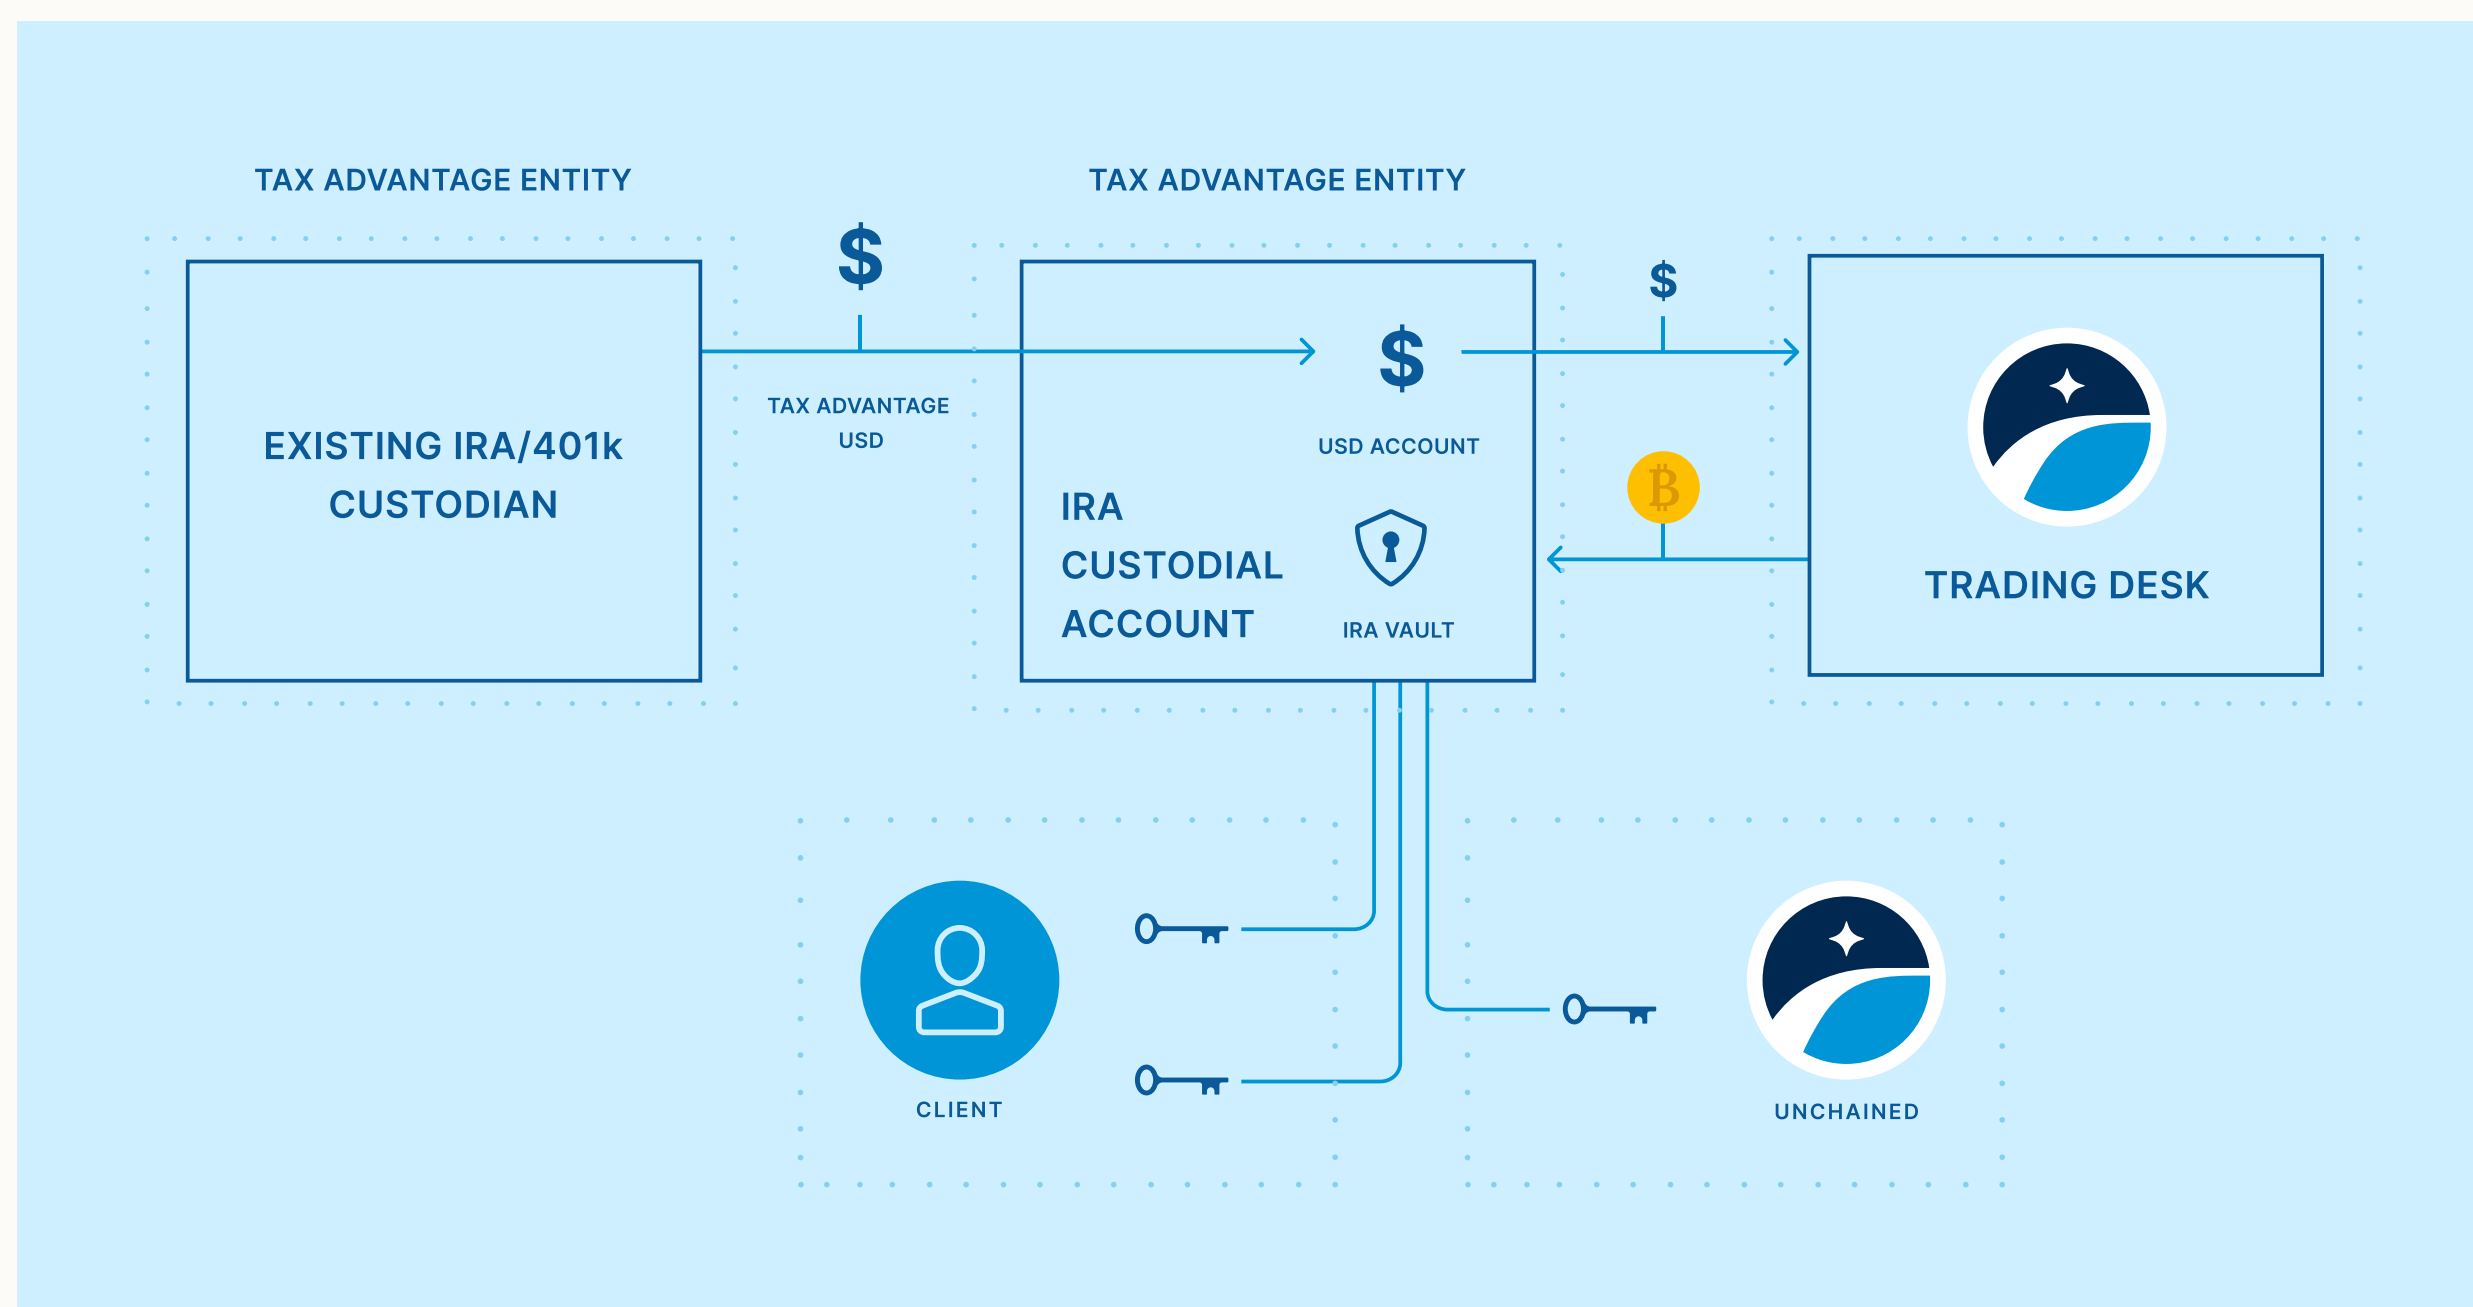 TAX ADVANTAGE ENTITY
EXISTING IRA/401k
CUSTODIAN
$
TAX ADVANTAGE
USD
TAX ADVANTAGE ENTITY
$
USD ACCOUNT
IRA
CUSTODIAL
ACCOUNT
IRA VAULT
$
₿
TRADING DESK
CLIENT
UNCHAINED